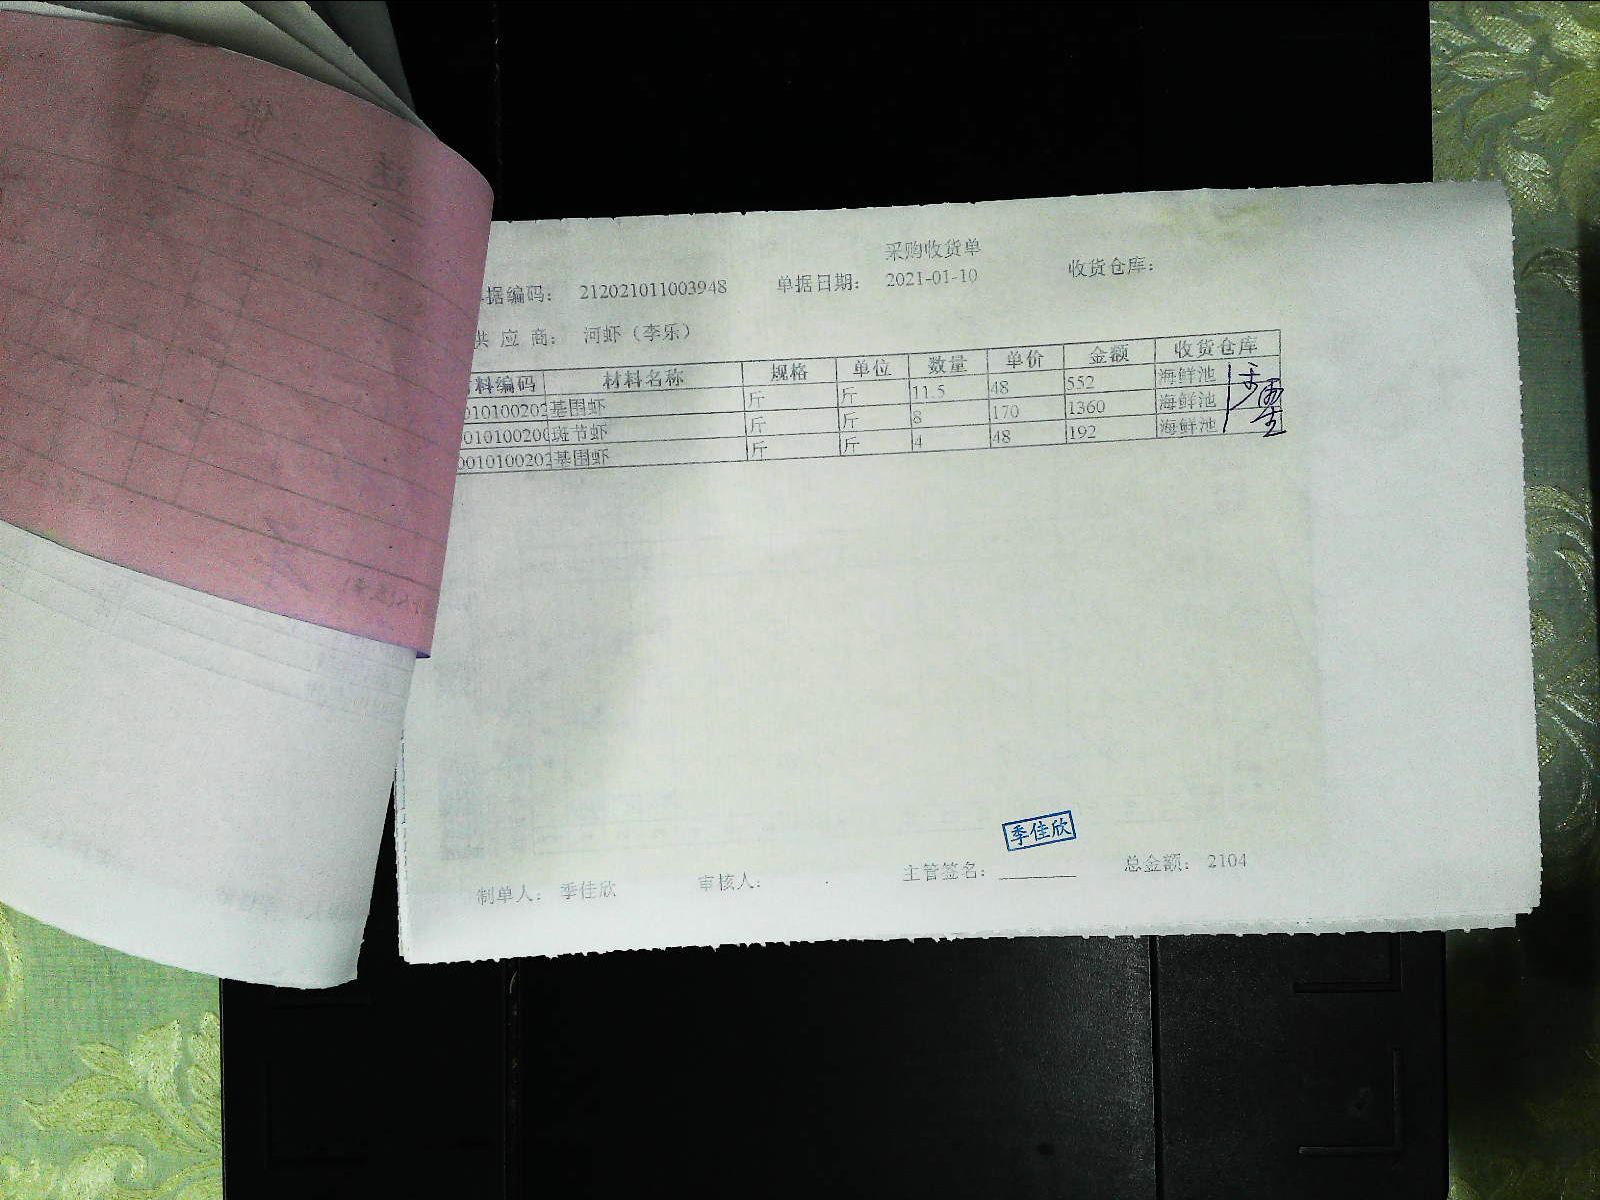 采购收货单
据编码: 212021011003948 单据日期: 2021-01-10 收货仓库:
供 应 商: 河虾（李乐）
料编码 材料名称 规格 单位 数量 单价 金额 收货仓库
010100202 基围虾 斤 斤 11.5 48 552 海鲜池
010100200 斑节虾 斤 斤 8 170 1360 海鲜池
0010100202 基围虾 斤 斤 4 48 192 海鲜池
季佳欣
制单人: 季佳欣 审核人: 主管签名: 总金额: 2104